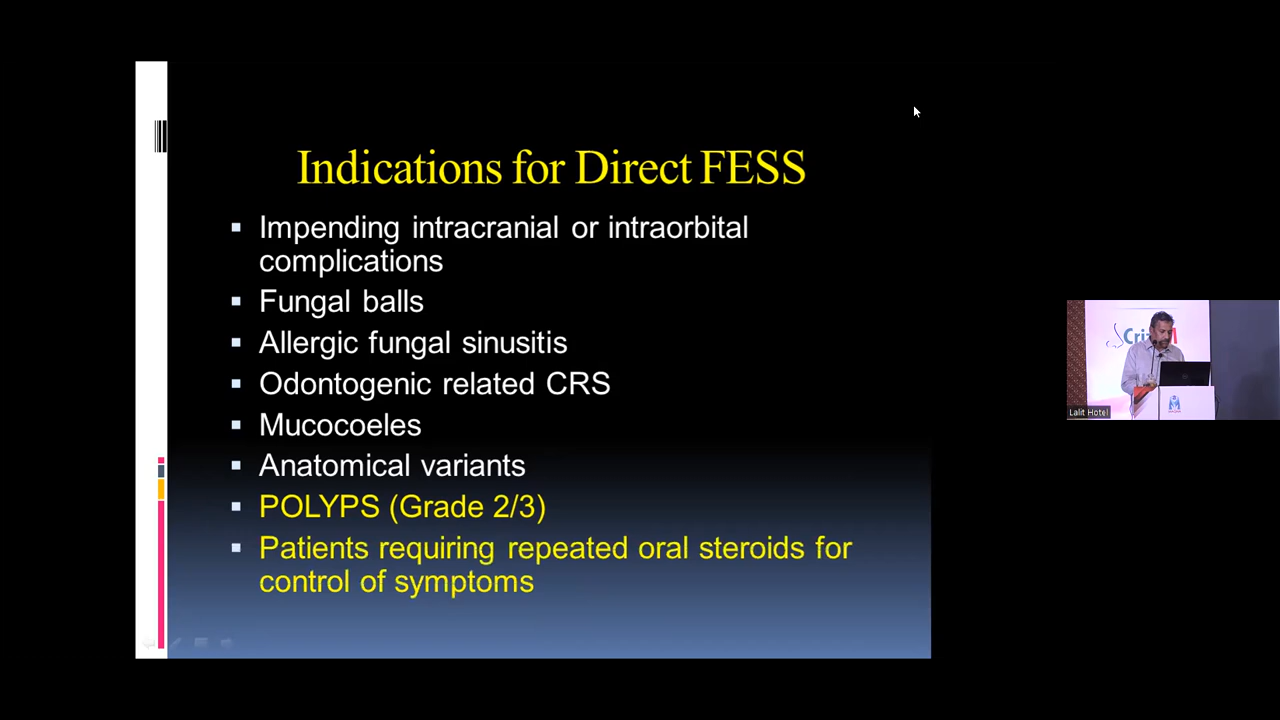 Indications for Direct FESS
Impending intracranial or intraorbital
complications
Fungal balls
Allergic fungal sinusitis
Odontogenic related CRS
Mucocoeles
Anatomical variants
POLYPS (Grade 2/3)
Patients requiring repeated oral steroids for
control of symptoms
Lalit Hotel